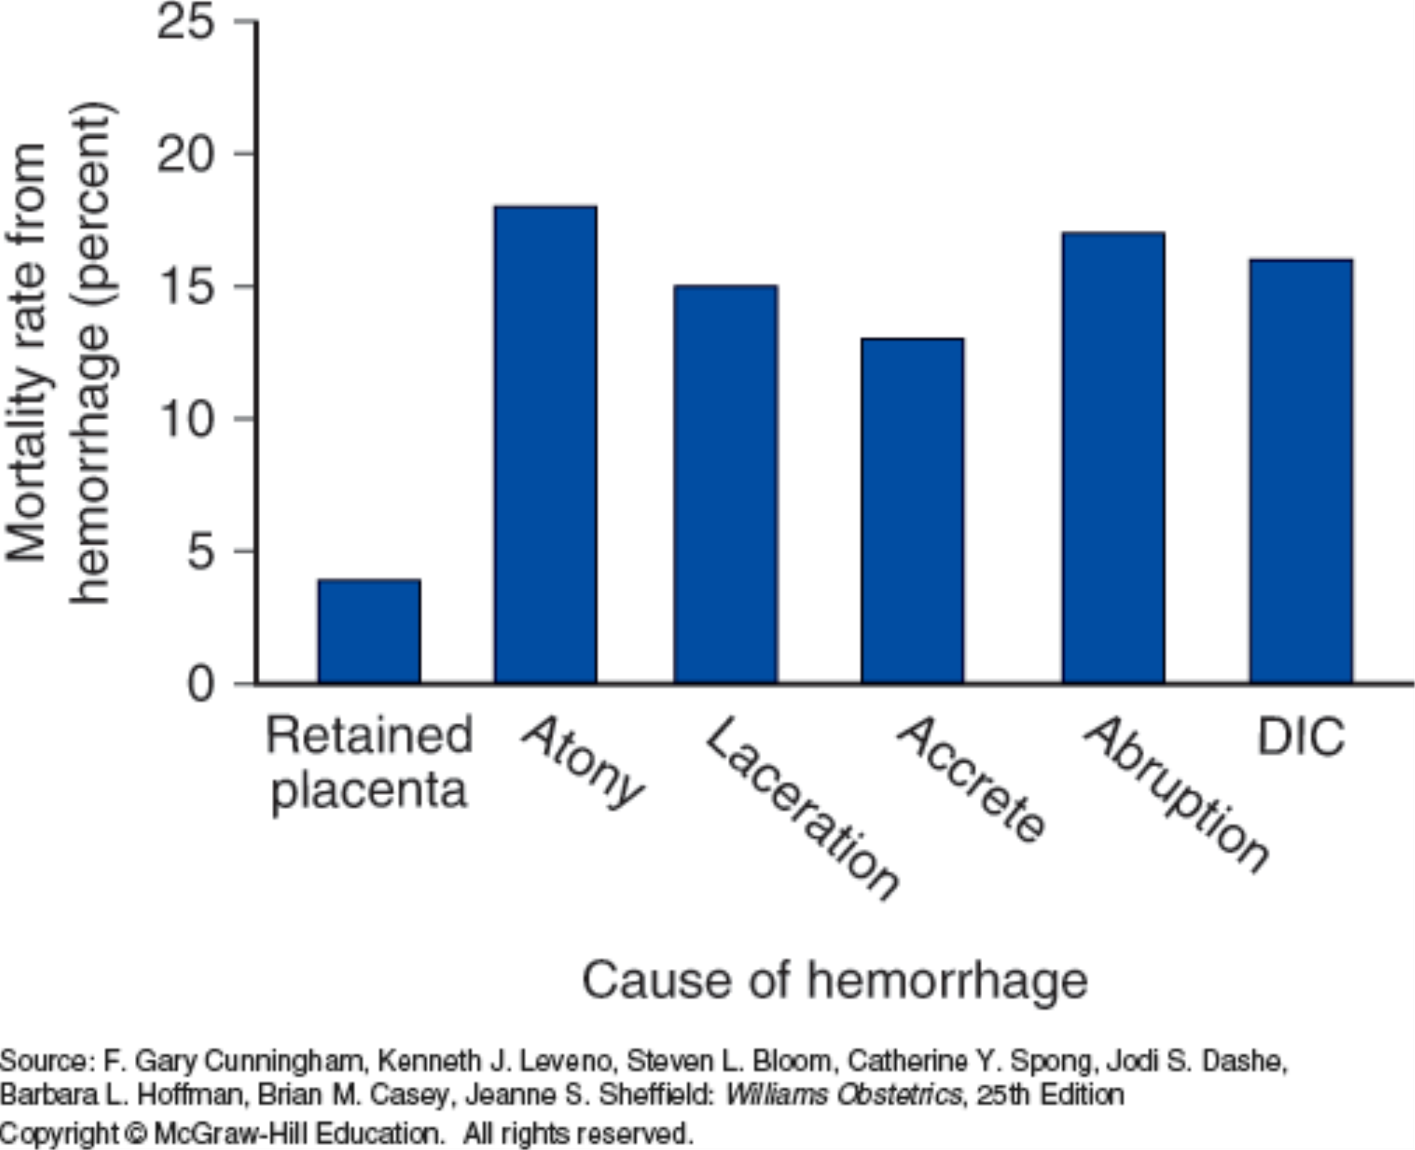 Mortality rate from
hemorrhage (percent)
25
20
15
10
5
0
Retained
placenta
Atony
Laceration
Accrete
Abruption
DIC
Cause of hemorrhage
Source: F. Gary Cunningham, Kenneth J. Leveno, Steven L. Bloom, Catherine Y. Spong, Jodi S. Dashe,
Barbara L. Hoffman, Brian M. Casey, Jeanne S. Sheffield: Williams Obstetrics, 25th Edition
Copyright © McGraw-Hill Education. All rights reserved.